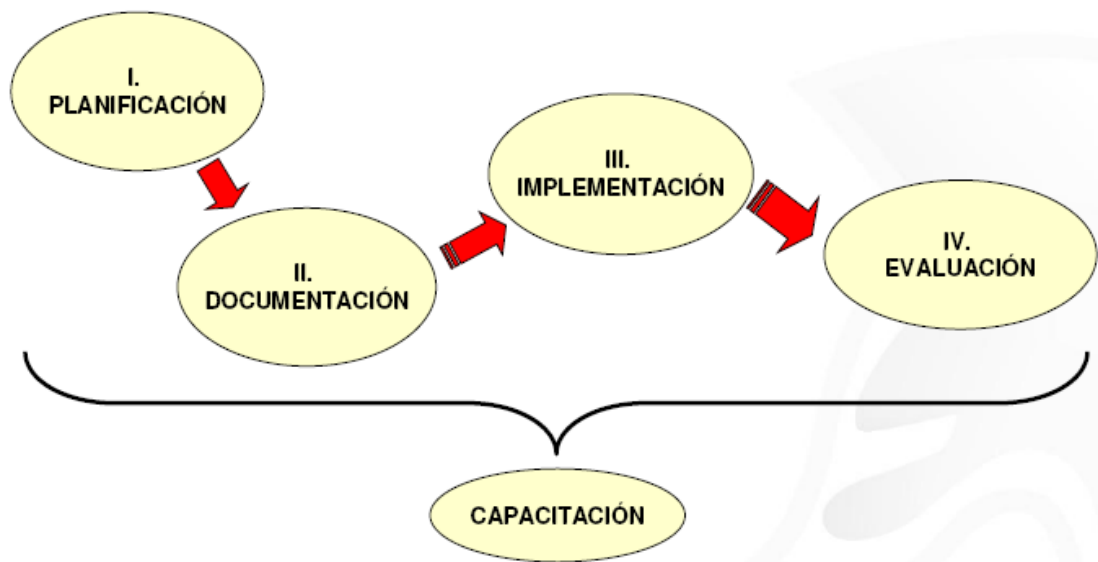 I.
PLANIFICACIÓN
II.
DOCUMENTACIÓN
III.
IMPLEMENTACIÓN
IV.
EVALUACIÓN
CAPACITACIÓN